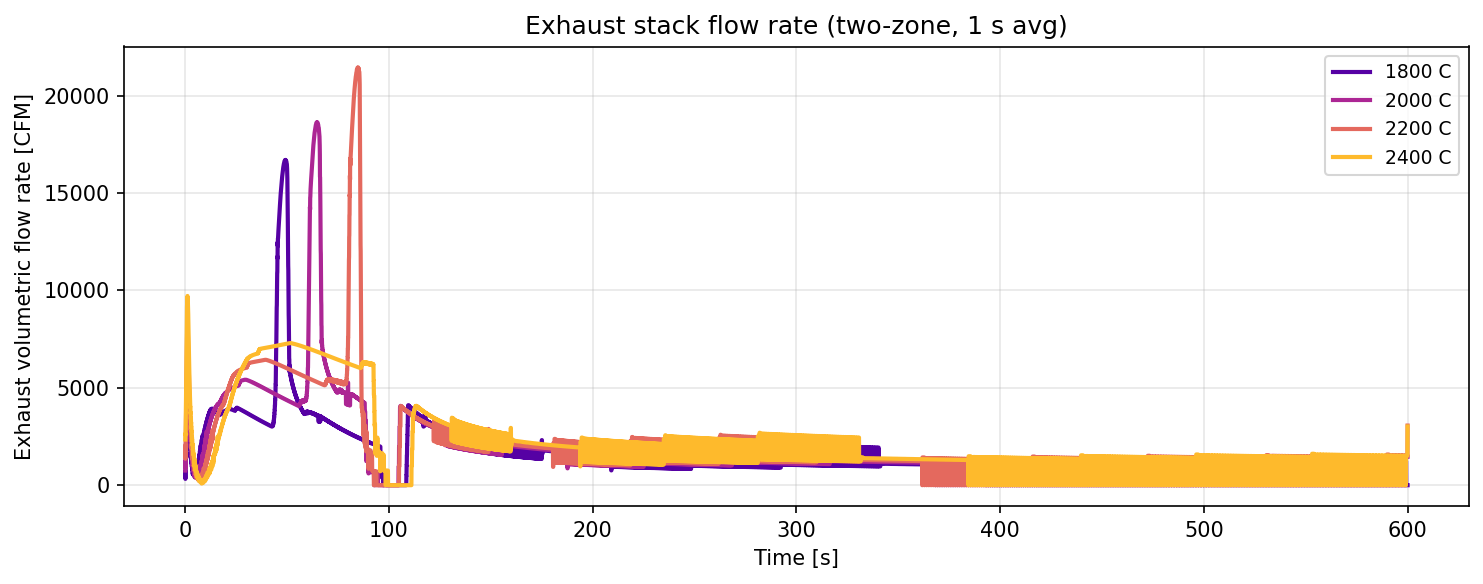 Exhaust stack flow rate (two-zone, 1 s avg)
Exhaust volumetric flow rate [CFM]
20000
15000
10000
5000
0
1800 C
2000 C
2200 C
2400 C
0
100
200
300
400
500
600
Time [s]